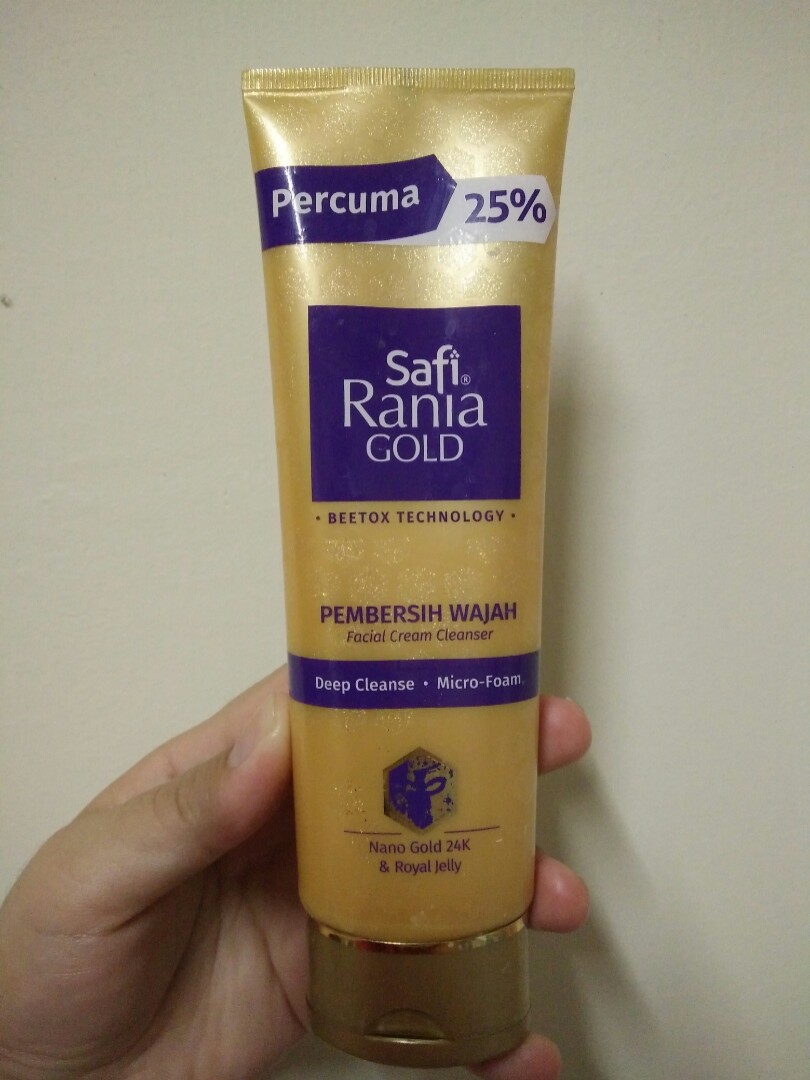 Percuma 25%
Safi®
Rania
GOLD
• BEETOX TECHNOLOGY •
PEMBERSIH WAJAH
Facial Cream Cleanser
Deep Cleanse • Micro-Foam
Nano Gold 24K
& Royal Jelly